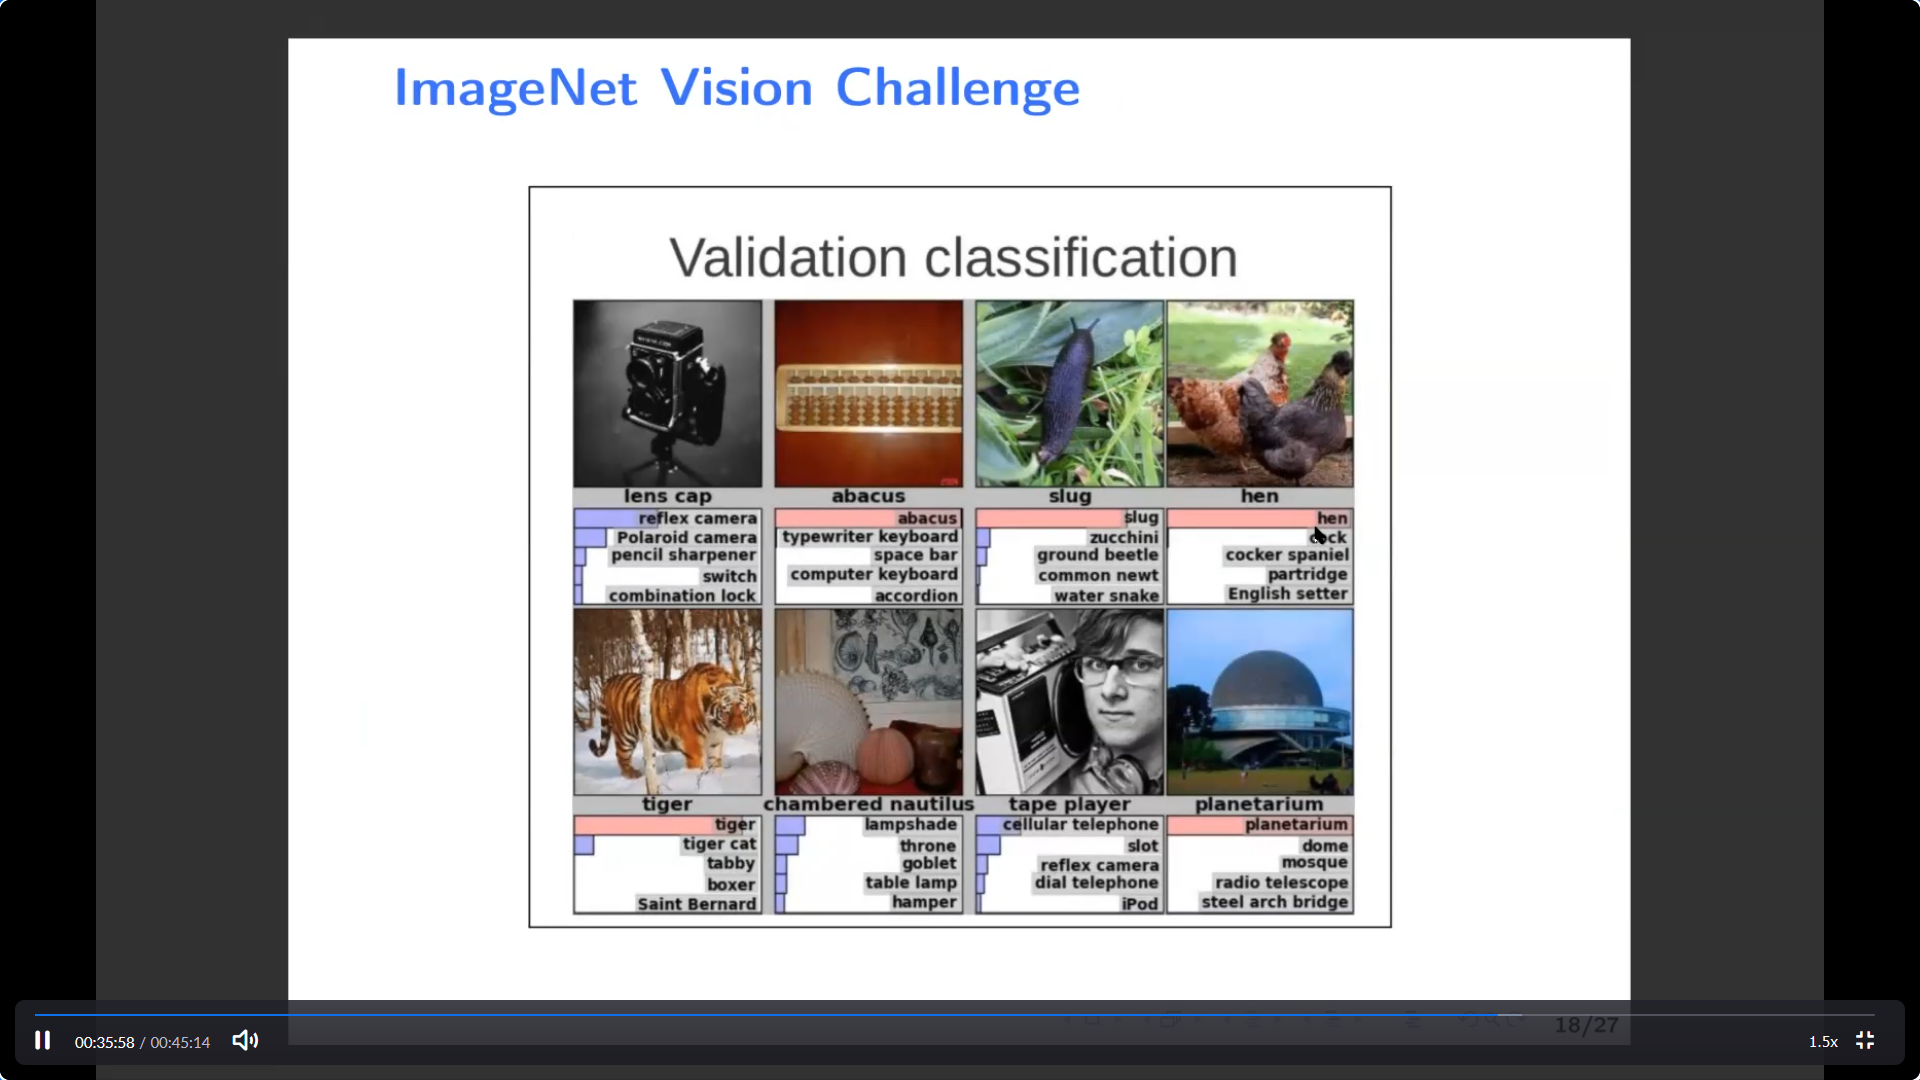 ImageNet Vision Challenge
Validation classification
lens cap
reflex camera
Polaroid camera
pencil sharpener
switch
combination lock
abacus
abacus
typewriter keyboard
space bar
computer keyboard
accordion
slug
slug
zucchini
ground beetle
common newt
water snake
hen
hen
cock
cocker spaniel
partridge
English setter
tiger
tiger
tiger cat
tabby
boxer
Saint Bernard
chambered nautilus
lampshade
throne
goblet
table lamp
hamper
tape player
cellular telephone
slot
reflex camera
dial telephone
iPod
planetarium
planetarium
dome
mosque
radio telescope
steel arch bridge
18/27
00:35:58 / 00:45:14
1.5x